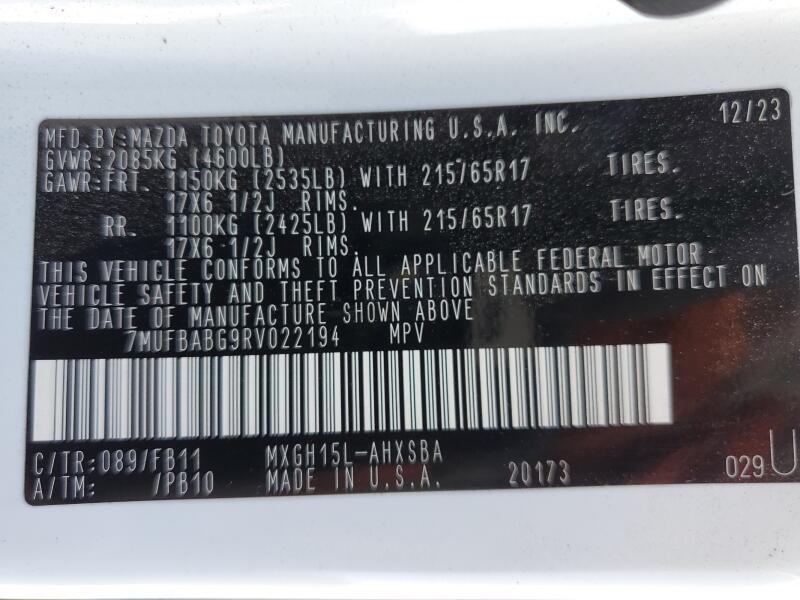 MFD. BY: MAZDA TOYOTA MANUFACTURING U.S.A. INC. 12/23
GVWR: 2085KG (4600LB)
GAWR: FRT. 1150KG (2535LB) WITH 215/65R17 TIRES.
17X6 1/2J RIMS.
RR. 1100KG (2425LB) WITH 215/65R17 TIRES.
17X6 1/2J RIMS.
THIS VEHICLE CONFORMS TO ALL APPLICABLE FEDERAL MOTOR
VEHICLE SAFETY AND THEFT PREVENTION STANDARDS IN EFFECT ON
THE DATE OF MANUFACTURE SHOWN ABOVE
7MUFBABG9RV022194 MPV
C/TR: 089/FB11 MXGH15L-AHXSBA
A/TM: /PB10 MADE IN U.S.A. 20173 029 U